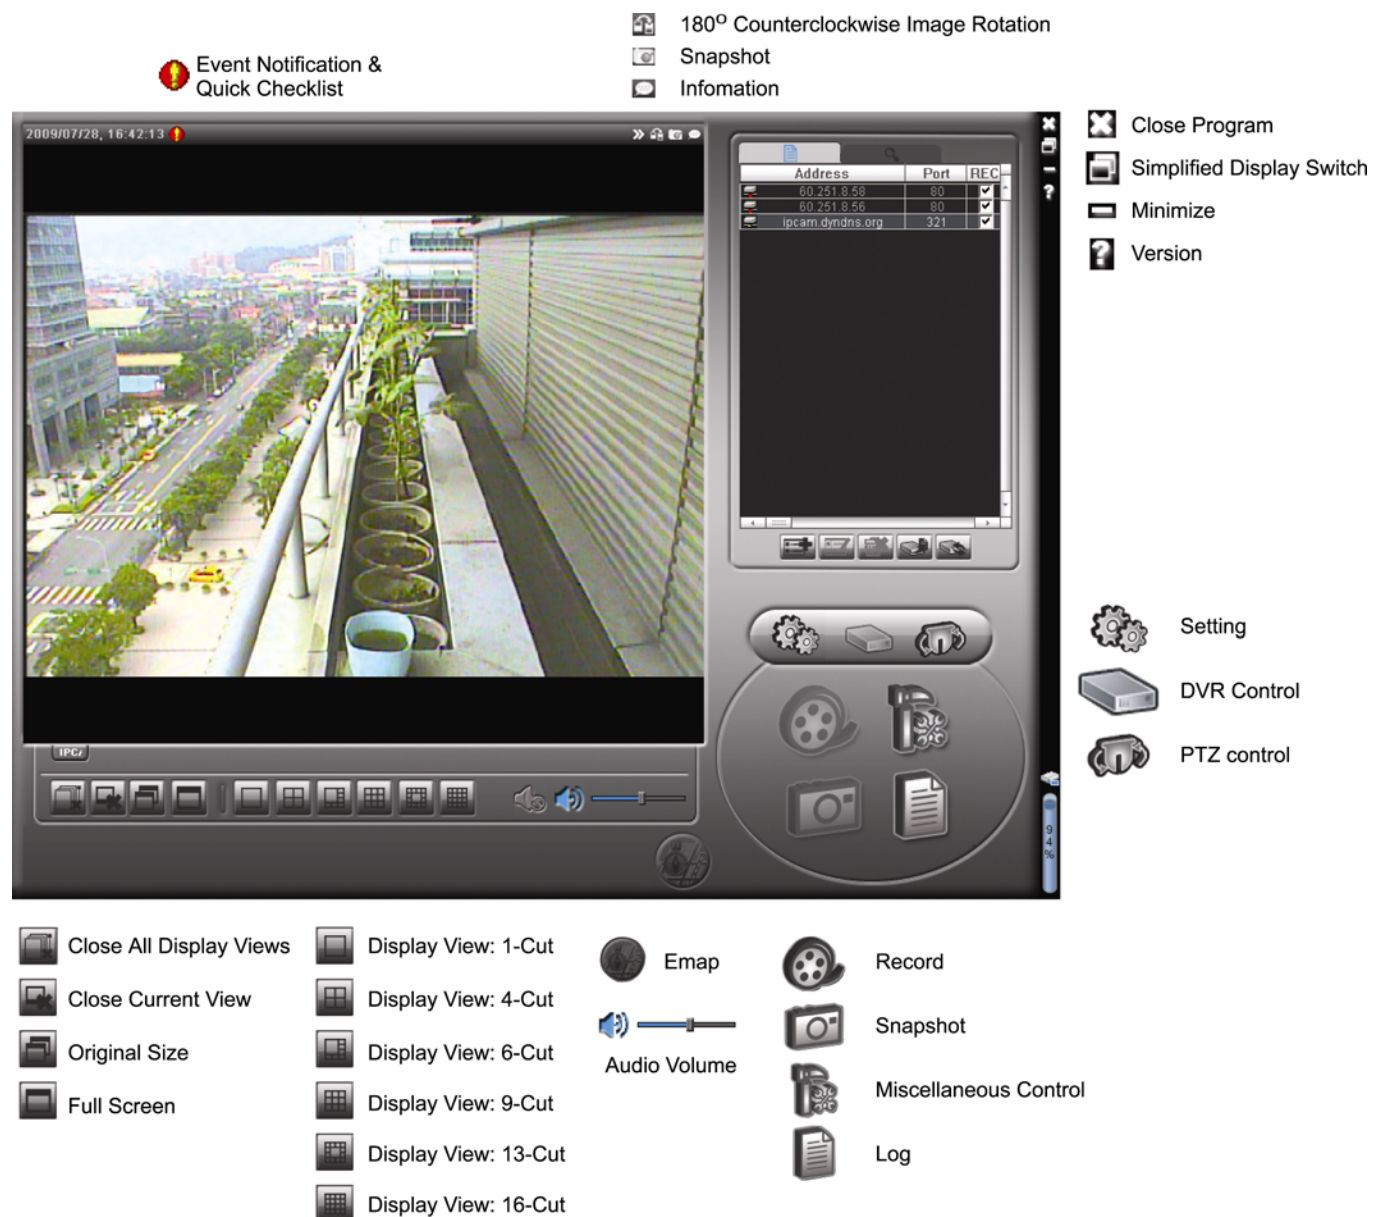 180° Counterclockwise Image Rotation
Snapshot
Infomation
Event Notification &
Quick Checklist
2009/07/28, 16:42:13
Address Port REC
60.251.8.58 80
60.251.8.56 80
ipcam.dyndns.org 321
Close Program
Simplified Display Switch
Minimize
Version
Setting
DVR Control
PTZ control
94%
Close All Display Views
Close Current View
Original Size
Full Screen
Display View: 1-Cut
Display View: 4-Cut
Display View: 6-Cut
Display View: 9-Cut
Display View: 13-Cut
Display View: 16-Cut
Emap
Audio Volume
Record
Snapshot
Miscellaneous Control
Log